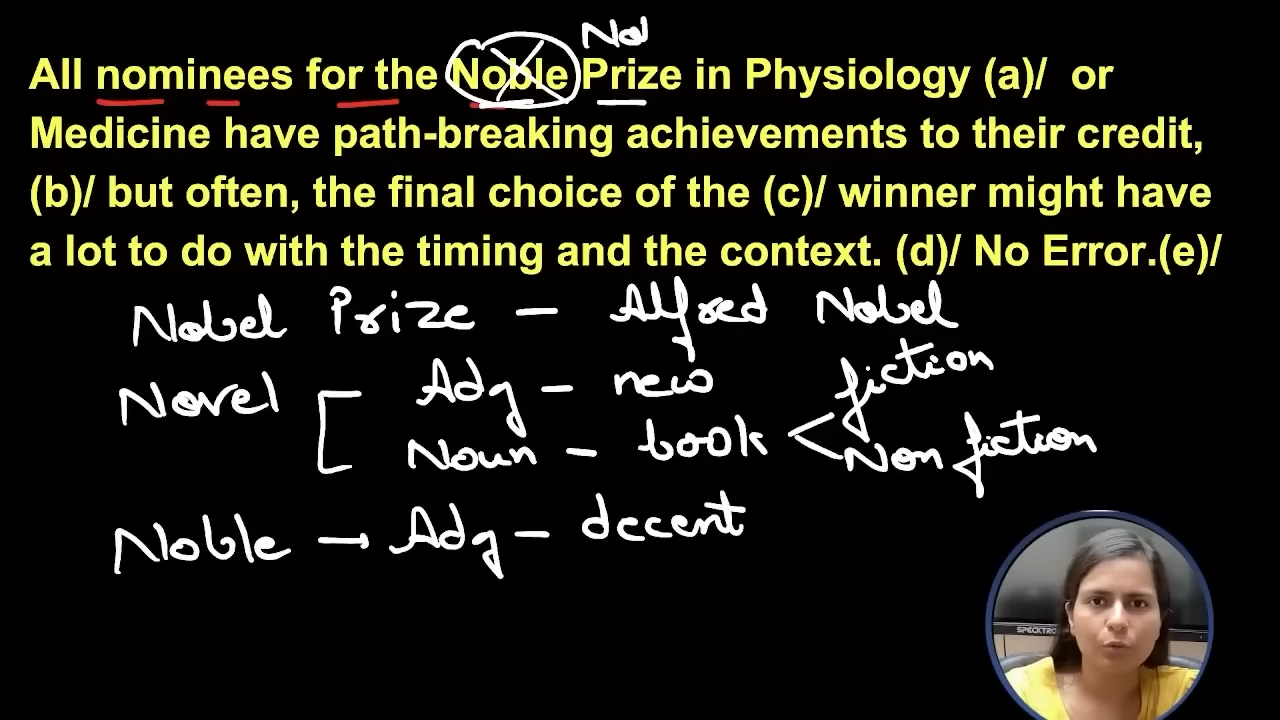 No
All nominees for the Noble Prize in Physiology (a)/ or
Medicine have path-breaking achievements to their credit,
(b)/ but often, the final choice of the (c)/ winner might have
a lot to do with the timing and the context. (d)/ No Error.(e)/
Nobel Prize - Alfred Nobel
Novel [ Adj - new
Noun - book < fiction
Non fiction
Noble → Adj - decent
SPECKTRO